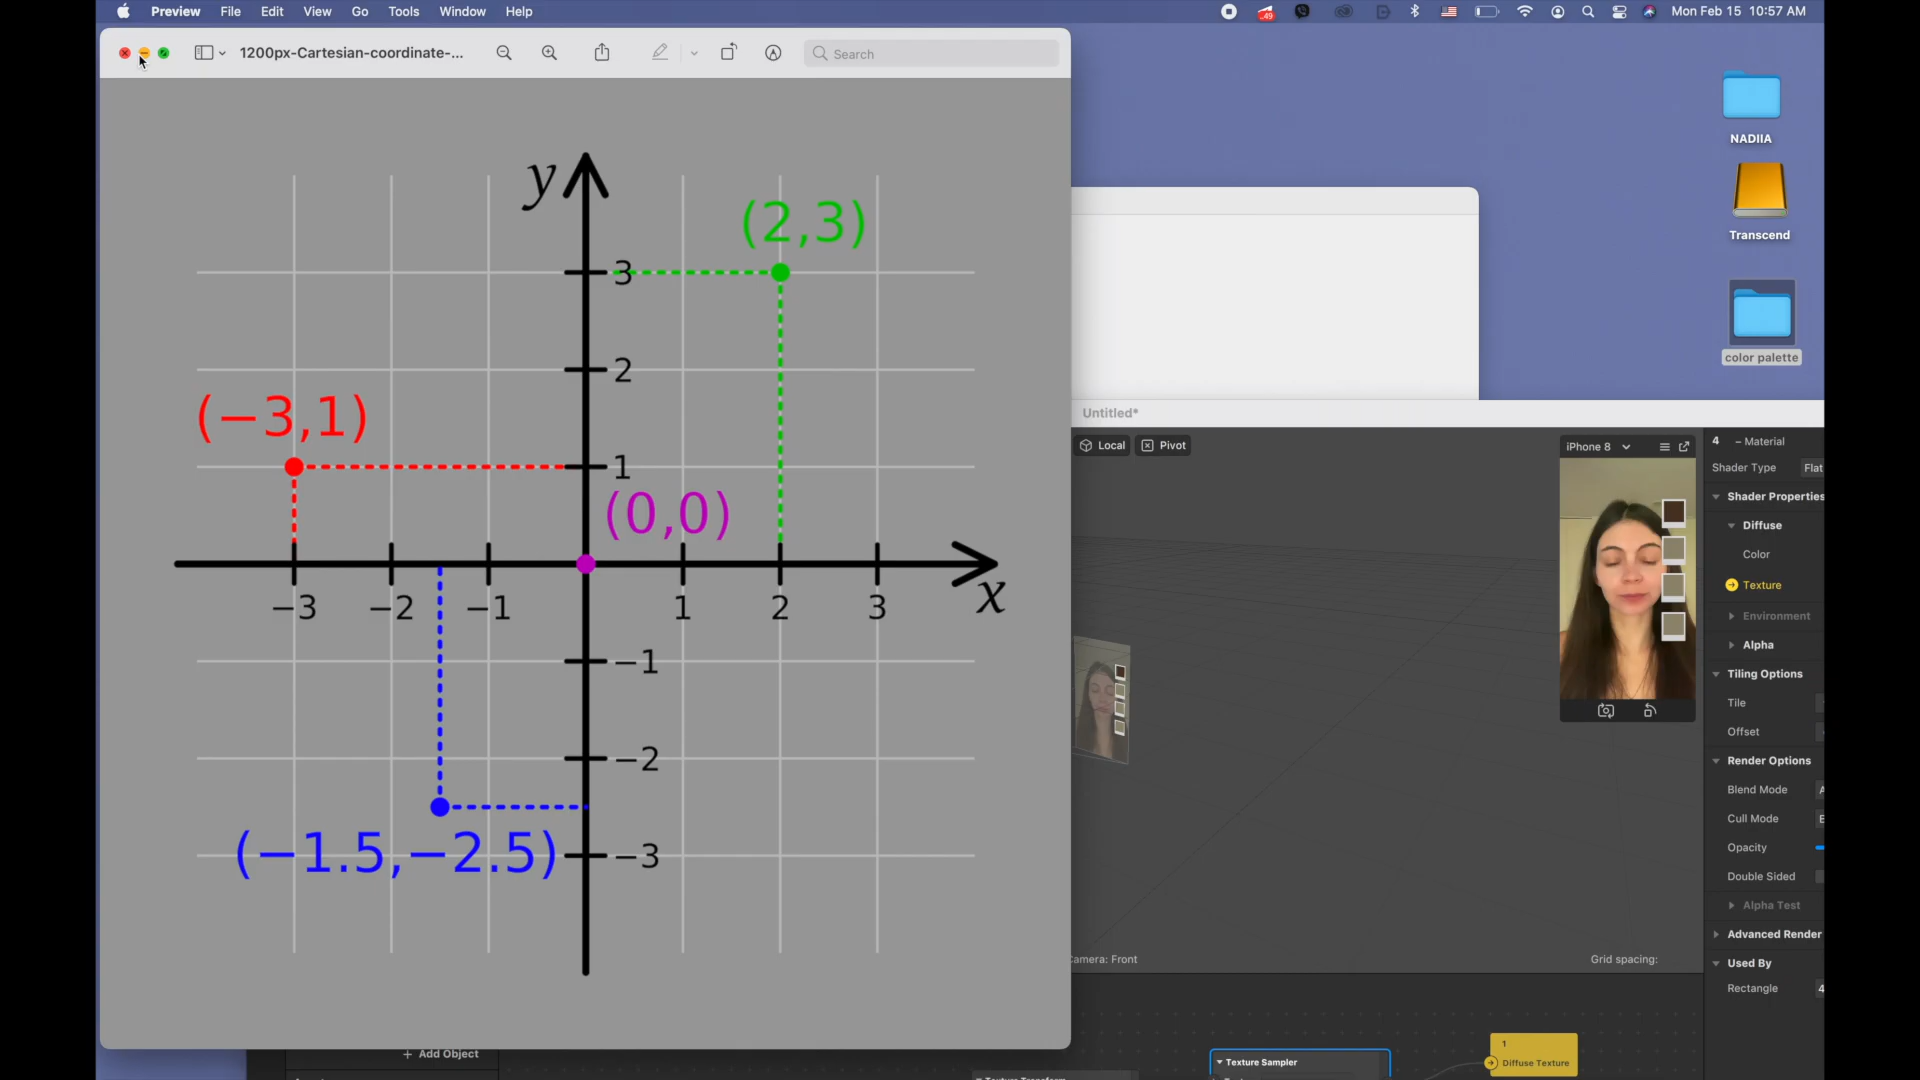 Preview File Edit View Go Tools Window Help
49
Mon Feb 15 10:57 AM
1200px-Cartesian-coordinate-...
Search
NADIIA
Transcend
color palette
y
(2,3)
3
2
(−3,1)
1
(0,0)
−3 −2 −1 1 2 3
x
−1
−2
(−1.5,−2.5)
−3
Untitled*
Local Pivot
iPhone 8
4 – Material
Shader Type Flat
Shader Properties
Diffuse
Color
Texture
Environment
Alpha
Tiling Options
Tile
Offset
Render Options
Blend Mode
Cull Mode
Opacity
Double Sided
Alpha Test
Advanced Render
Used By
Rectangle 4
Camera: Front
Grid spacing:
+ Add Object
Texture Sampler
1
Diffuse Texture